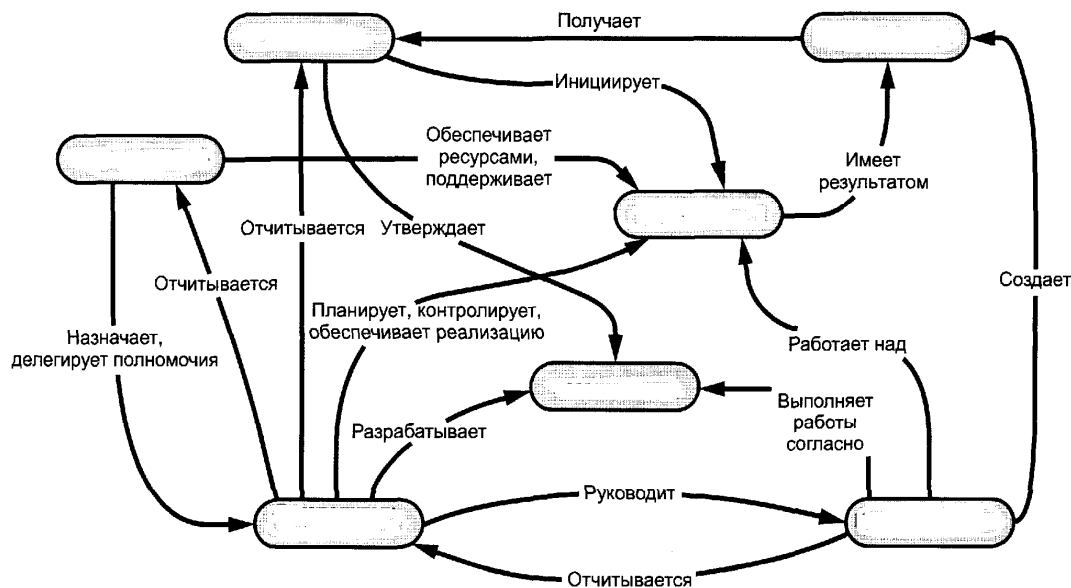 Получает
Инициирует
Обеспечивает
ресурсами,
поддерживает
Имеет
результатом
Отчитывается
Утверждает
Отчитывается
Создает
Планирует, контролирует,
обеспечивает реализацию
Назначает,
делегирует полномочия
Работает над
Выполняет
работы
согласно
Разрабатывает
Руководит
Отчитывается